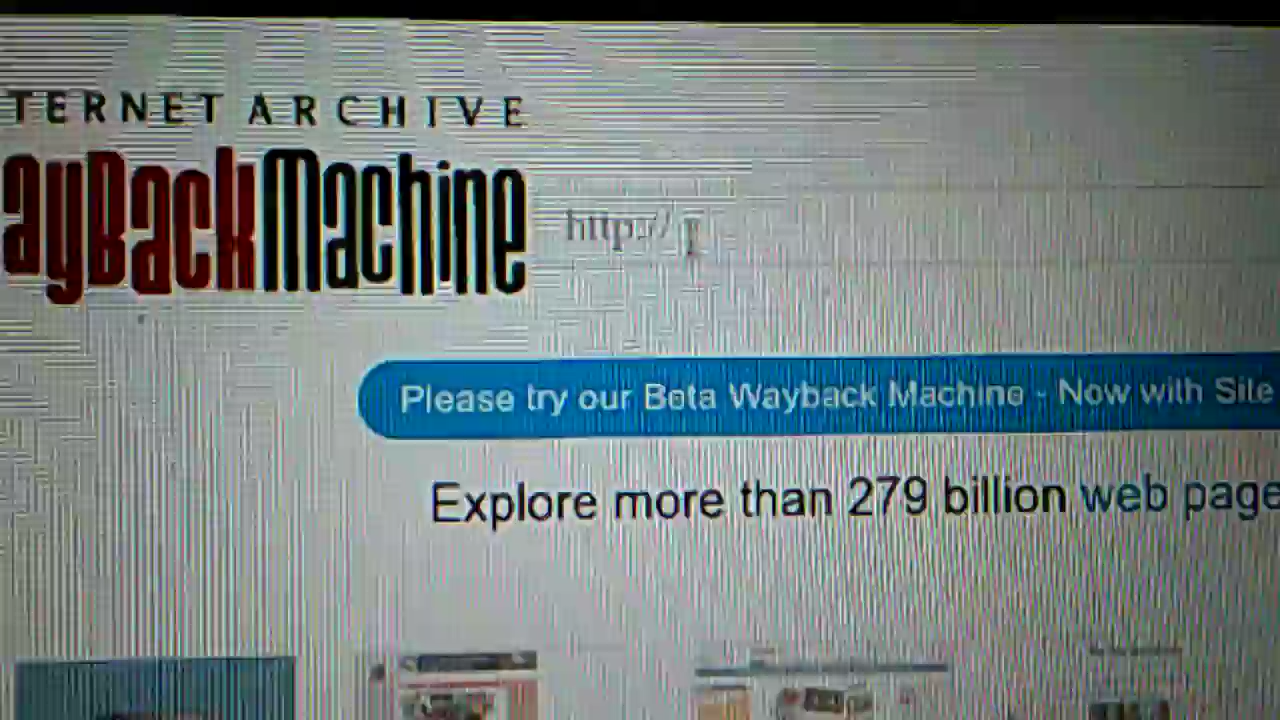 TERNET ARCHIVE
ayBackMachine
http://
Please try our Beta Wayback Machine - Now with Site
Explore more than 279 billion web page